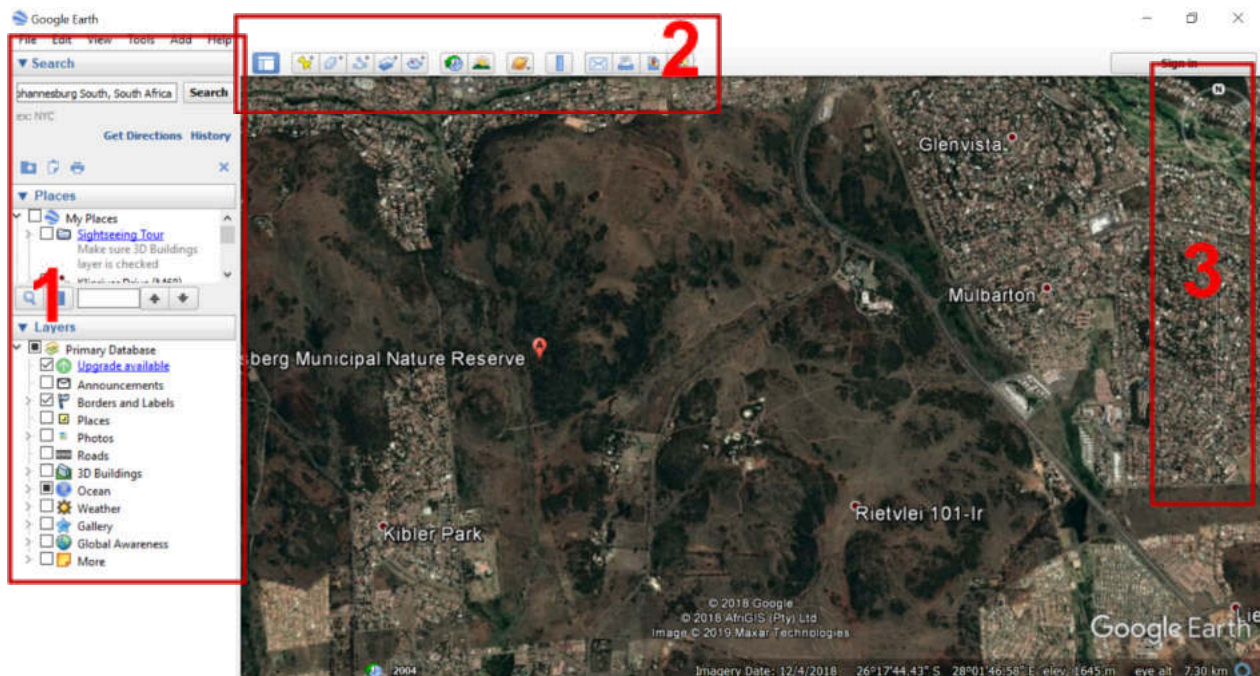 Google Earth
File Edit View Tools Add Help
2
Search
Sign in
ohannesburg South, South Africa Search
ex: NYC
Get Directions History
N
Glenvista
Places
My Places
Sightseeing Tour
Make sure 3D Buildings
layer is checked
1
3
Mulbarton
Layers
Primary Database
sberg Municipal Nature Reserve
A
Upgrade available
Announcements
Borders and Labels
Places
Photos
Roads
3D Buildings
Ocean
Weather
Gallery
Global Awareness
More
Rietvlei 101-Ir
Kibler Park
© 2018 Google
© 2018 AfriGIS (Pty) Ltd
Image © 2019 Maxar Technologies
Google Earth
2004
Imagery Date: 12/4/2018 26°17'44.43" S 28°01'46.58" E elev 1645 m eye alt 7.30 km